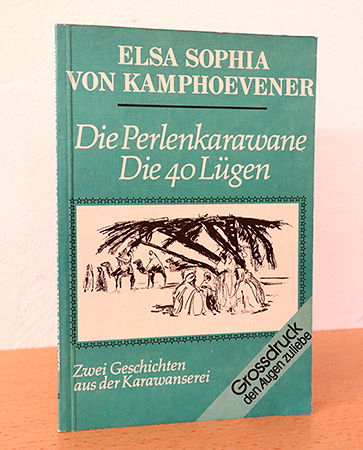 ELSA SOPHIA
VON KAMPHOEVENER
Die Perlenkarawane
Die 40 Lügen
Zwei Geschichten
aus der Karawanserei
Grossdruck
den Augen zuliebe